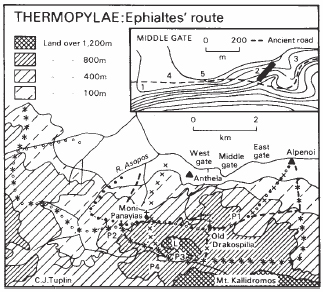 THERMOPYLAE: Ephialtes' route
Land over 1,200m
" " 800m
" " 400m
" " 100m
MIDDLE GATE
0 200 --- Ancient road
m
1
4
5
3
0 2
km
R. Asopos
West gate
Middle gate
East gate
Alpenoi
Anthela
Moni Panayias
P1
P2
Old Drakospilia
P3
P4
C.J.Tuplin
Mt. Kallidromos